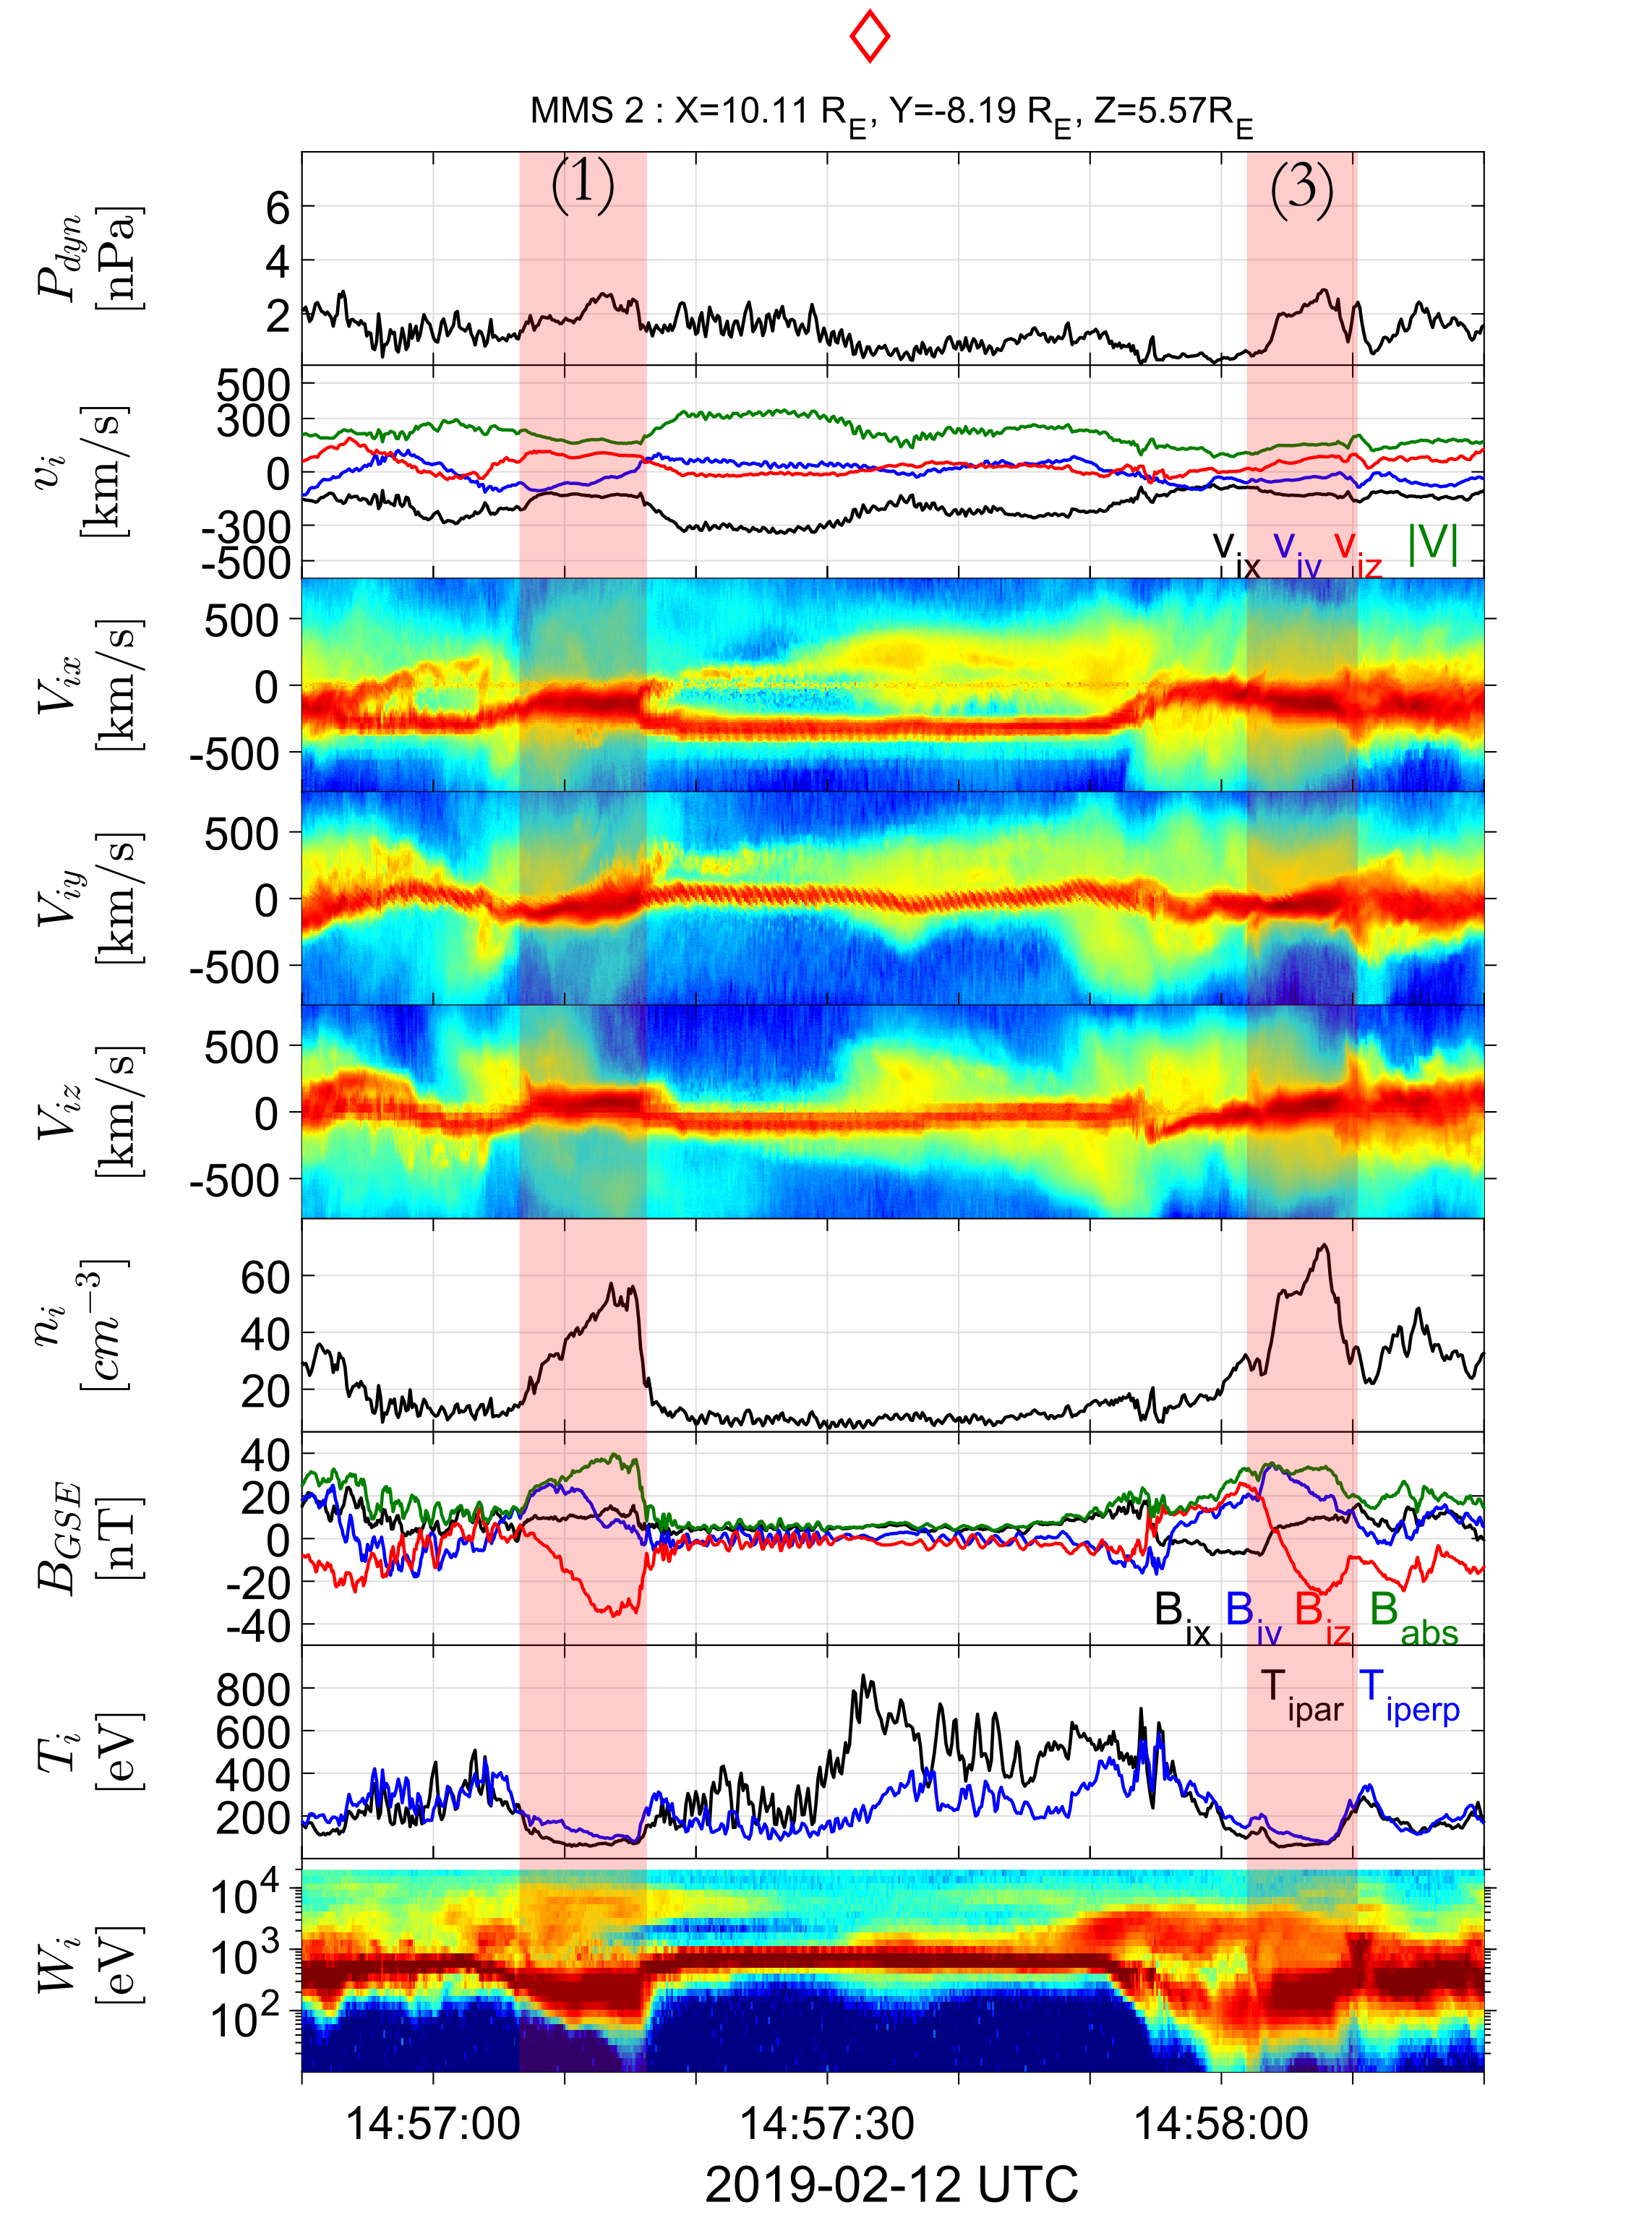 MMS 2 : X=10.11 R_E, Y=-8.19 R_E, Z=5.57R_E
(1) (3)
P_dyn [nPa]
6
4
2
v_i [km/s]
500
300
0
-300
-500
v_ix v_iy v_iz |V|
V_ix [km/s]
500
0
-500
V_iy [km/s]
500
0
-500
V_iz [km/s]
500
0
-500
n_i [cm^-3]
60
40
20
B_GSE [nT]
40
20
0
-20
-40
B_ix B_iy B_iz B_abs
T_i [eV]
800
600
400
200
T_ipar T_iperp
W_i [eV]
10^4
10^3
10^2
14:57:00 14:57:30 14:58:00
2019-02-12 UTC